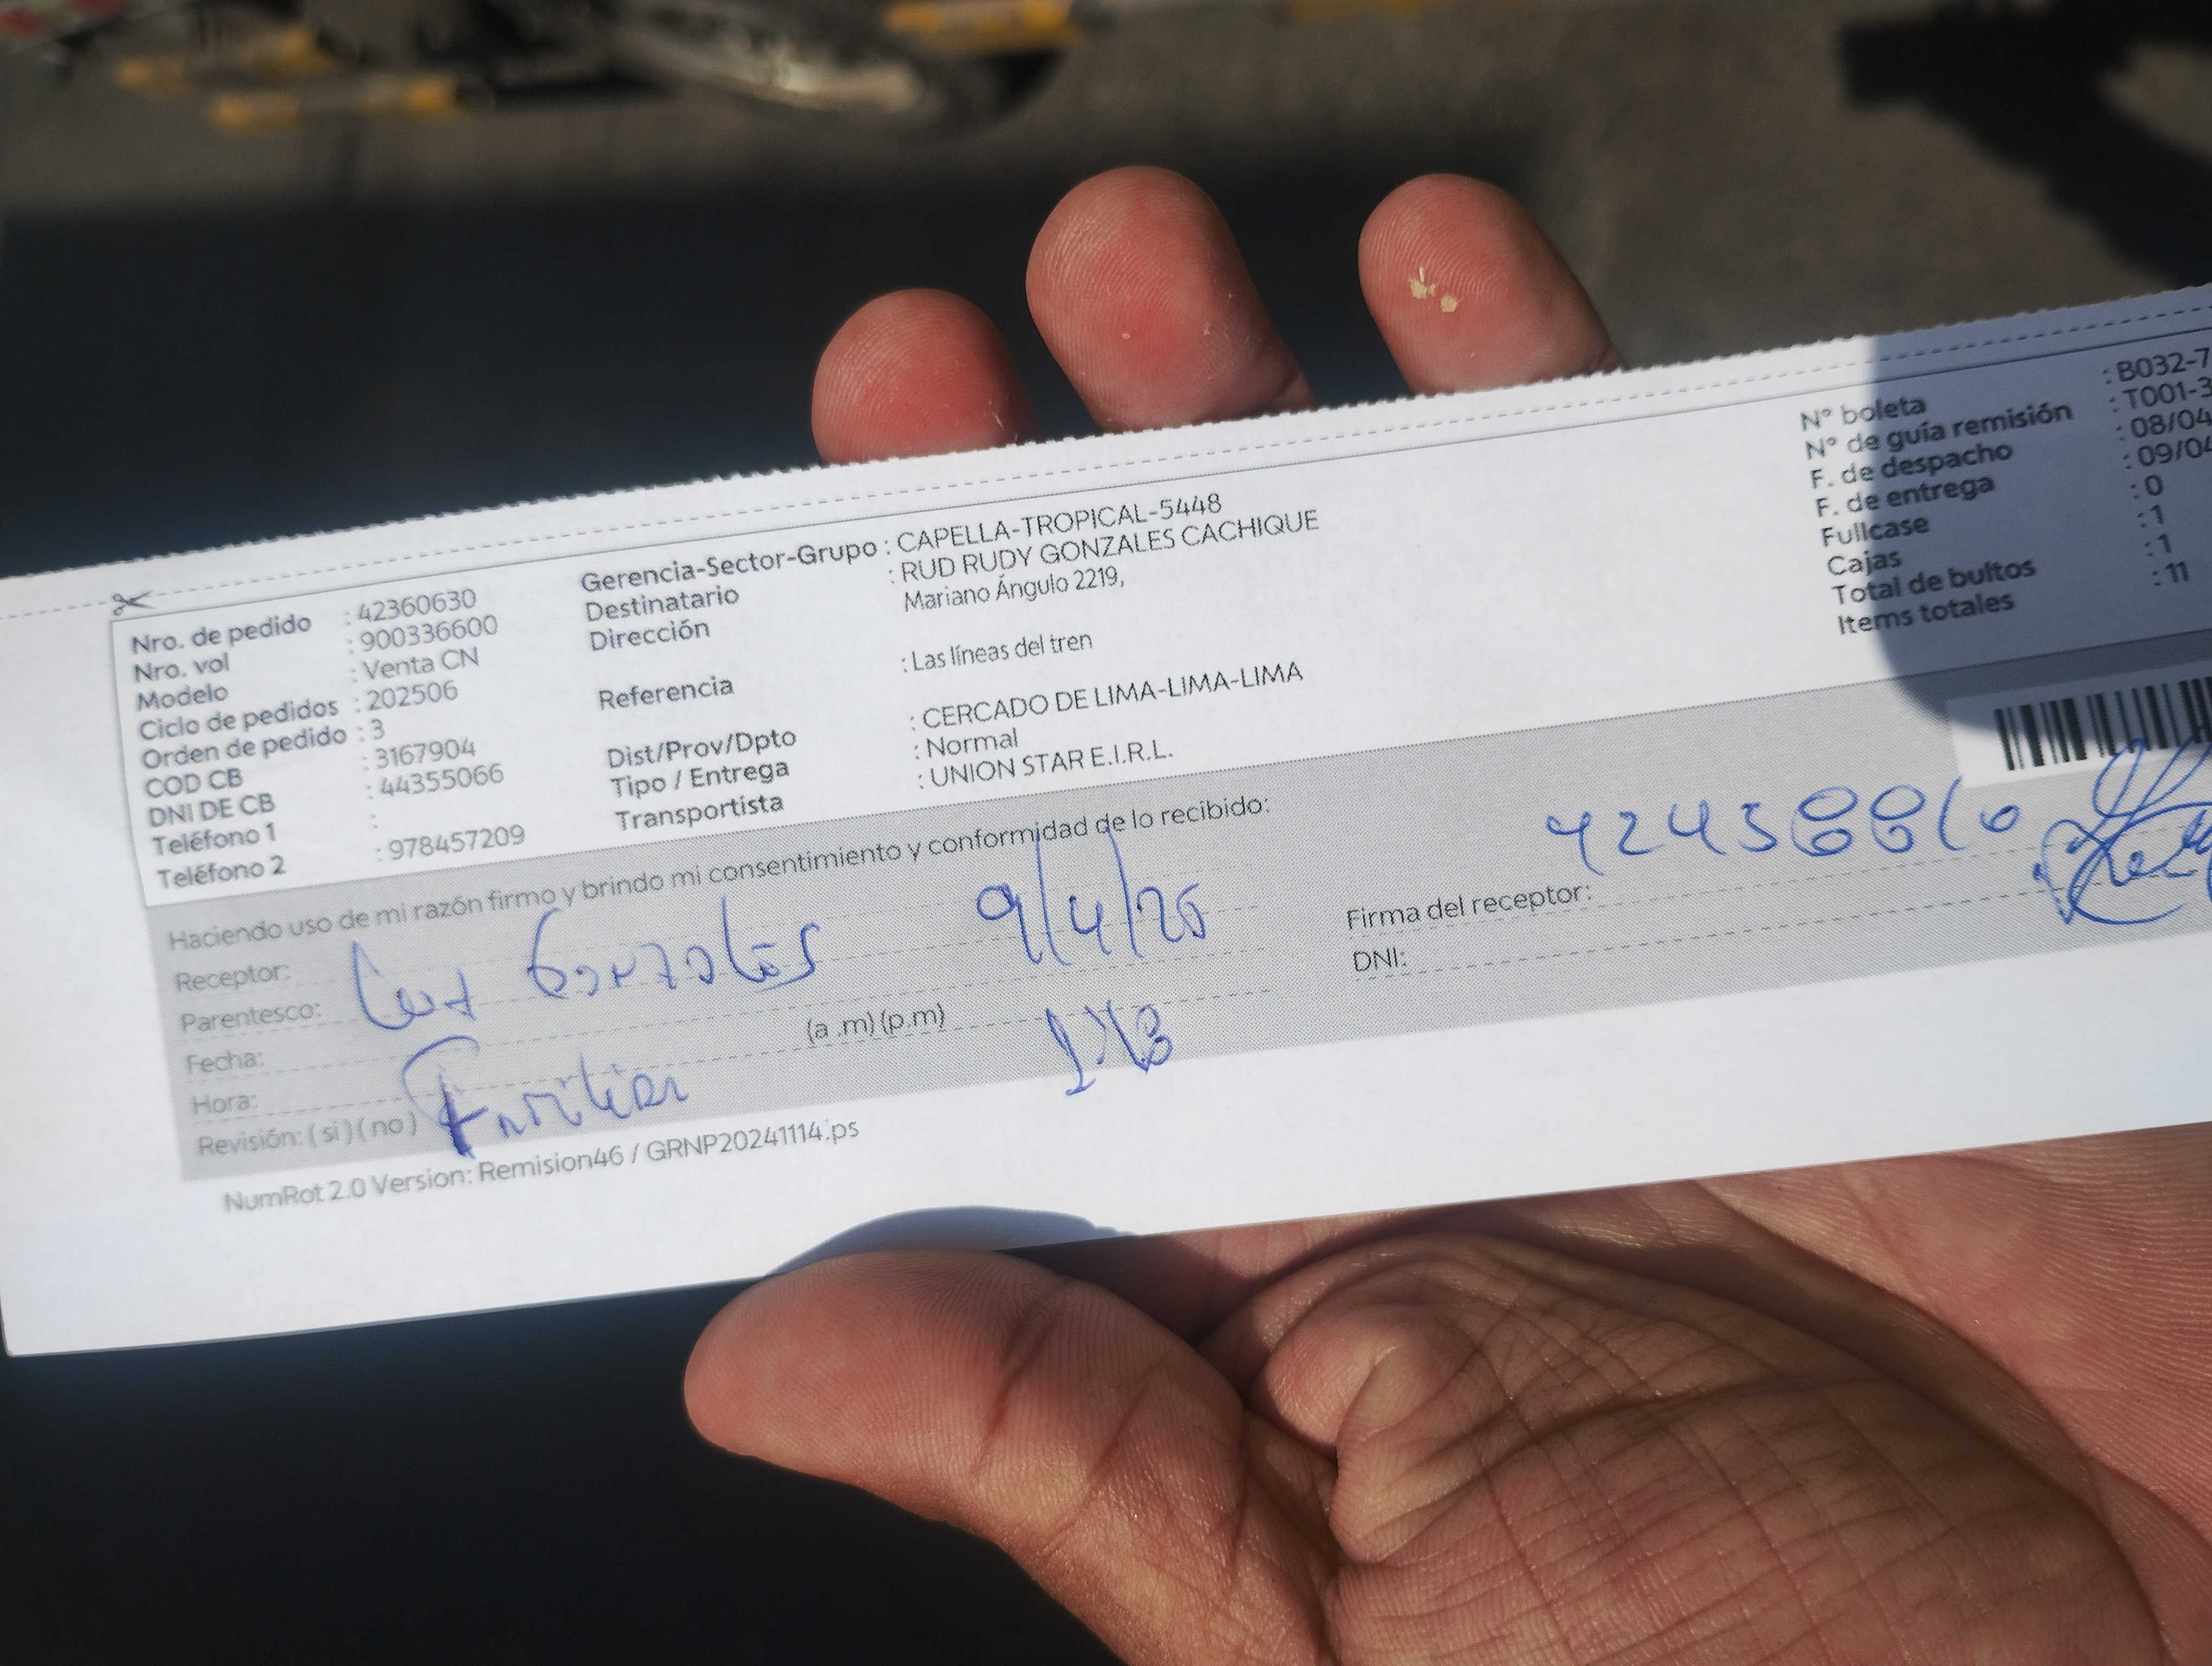 Nro. de pedido : 42360630
Nro. vol : 900336600
Modelo : Venta CN
Ciclo de pedidos : 202506
Orden de pedido : 3
COD CB : 3167904
DNI DE CB : 44355066
Teléfono 1 :
Teléfono 2 : 978457209
Gerencia-Sector-Grupo : CAPELLA-TROPICAL-5448
Destinatario : RUD RUDY GONZALES CACHIQUE
Dirección Mariano Ángulo 2219,
Referencia : Las líneas del tren
Dist/Prov/Dpto : CERCADO DE LIMA-LIMA-LIMA
Tipo / Entrega : Normal
Transportista : UNION STAR E.I.R.L.
N° boleta : B032-7
N° de guía remisión : T001-3
F. de despacho : 08/04
F. de entrega : 09/04
Fullcase : 0
Cajas : 1
Total de bultos : 1
Items totales : 11
Haciendo uso de mi razón firmo y brindo mi consentimiento y conformidad de lo recibido:
Receptor: Gonzales 9/4/25
Parentesco:
Fecha:
Hora: (a .m) (p.m)
Revisión: ( si ) ( no ) Familiar
Firma del receptor:
DNI:
NumRot 2.0 Version: Remision46 / GRNP20241114.ps